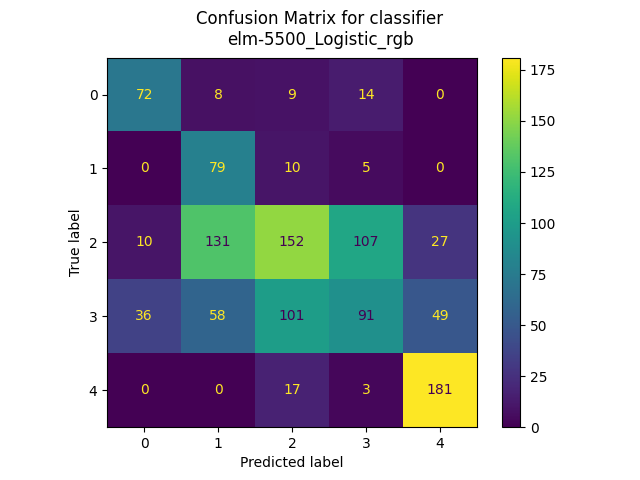 Confusion Matrix for classifier
elm-5500_Logistic_rgb
175
0 72 8 9 14 0
150
1 0 79 10 5 0
125
100
True label
2 10 131 152 107 27
75
3 36 58 101 91 49
50
25
4 0 0 17 3 181
0
0 1 2 3 4
Predicted label